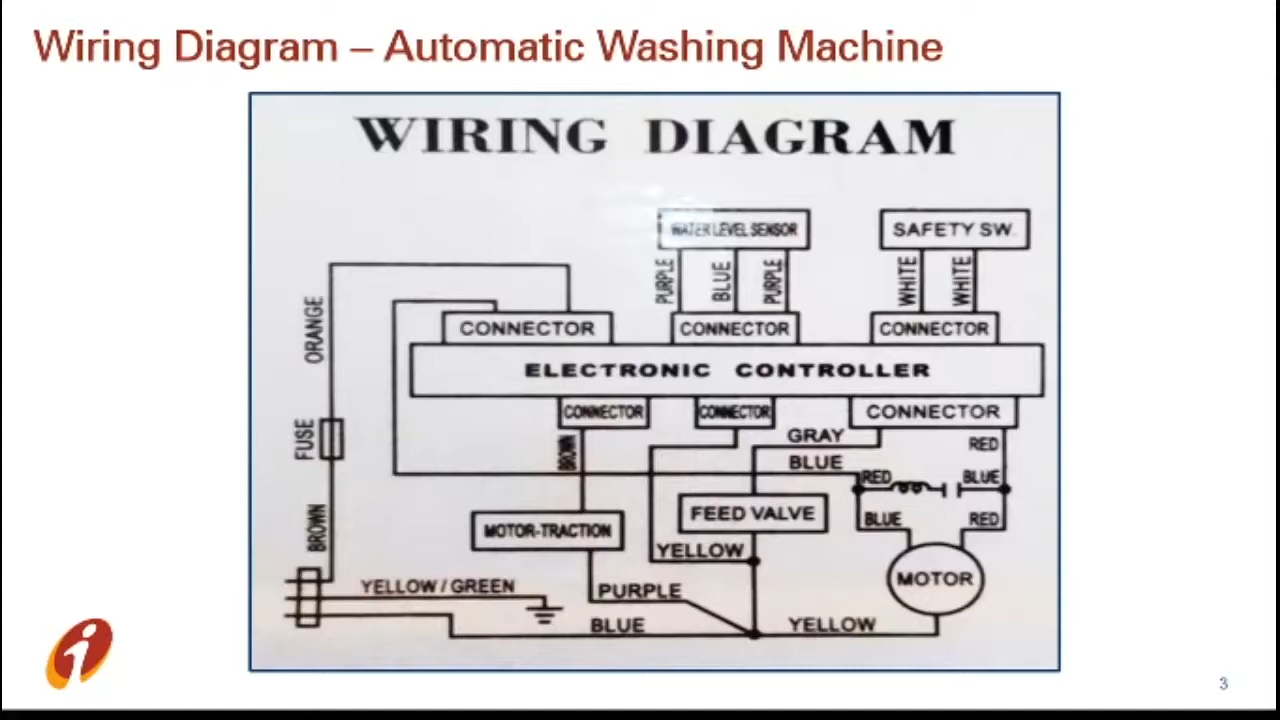 Wiring Diagram – Automatic Washing Machine
WIRING DIAGRAM
WATER LEVEL SENSOR
SAFETY SW.
PURPLE
BLUE
PURPLE
WHITE
WHITE
ORANGE
CONNECTOR
CONNECTOR
CONNECTOR
ELECTRONIC CONTROLLER
CONNECTOR
CONNECTOR
CONNECTOR
FUSE
BROWN
GRAY
RED
BLUE
RED
BLUE
BROWN
MOTOR-TRACTION
FEED VALVE
BLUE
RED
YELLOW
MOTOR
YELLOW / GREEN
PURPLE
BLUE
YELLOW
i
3